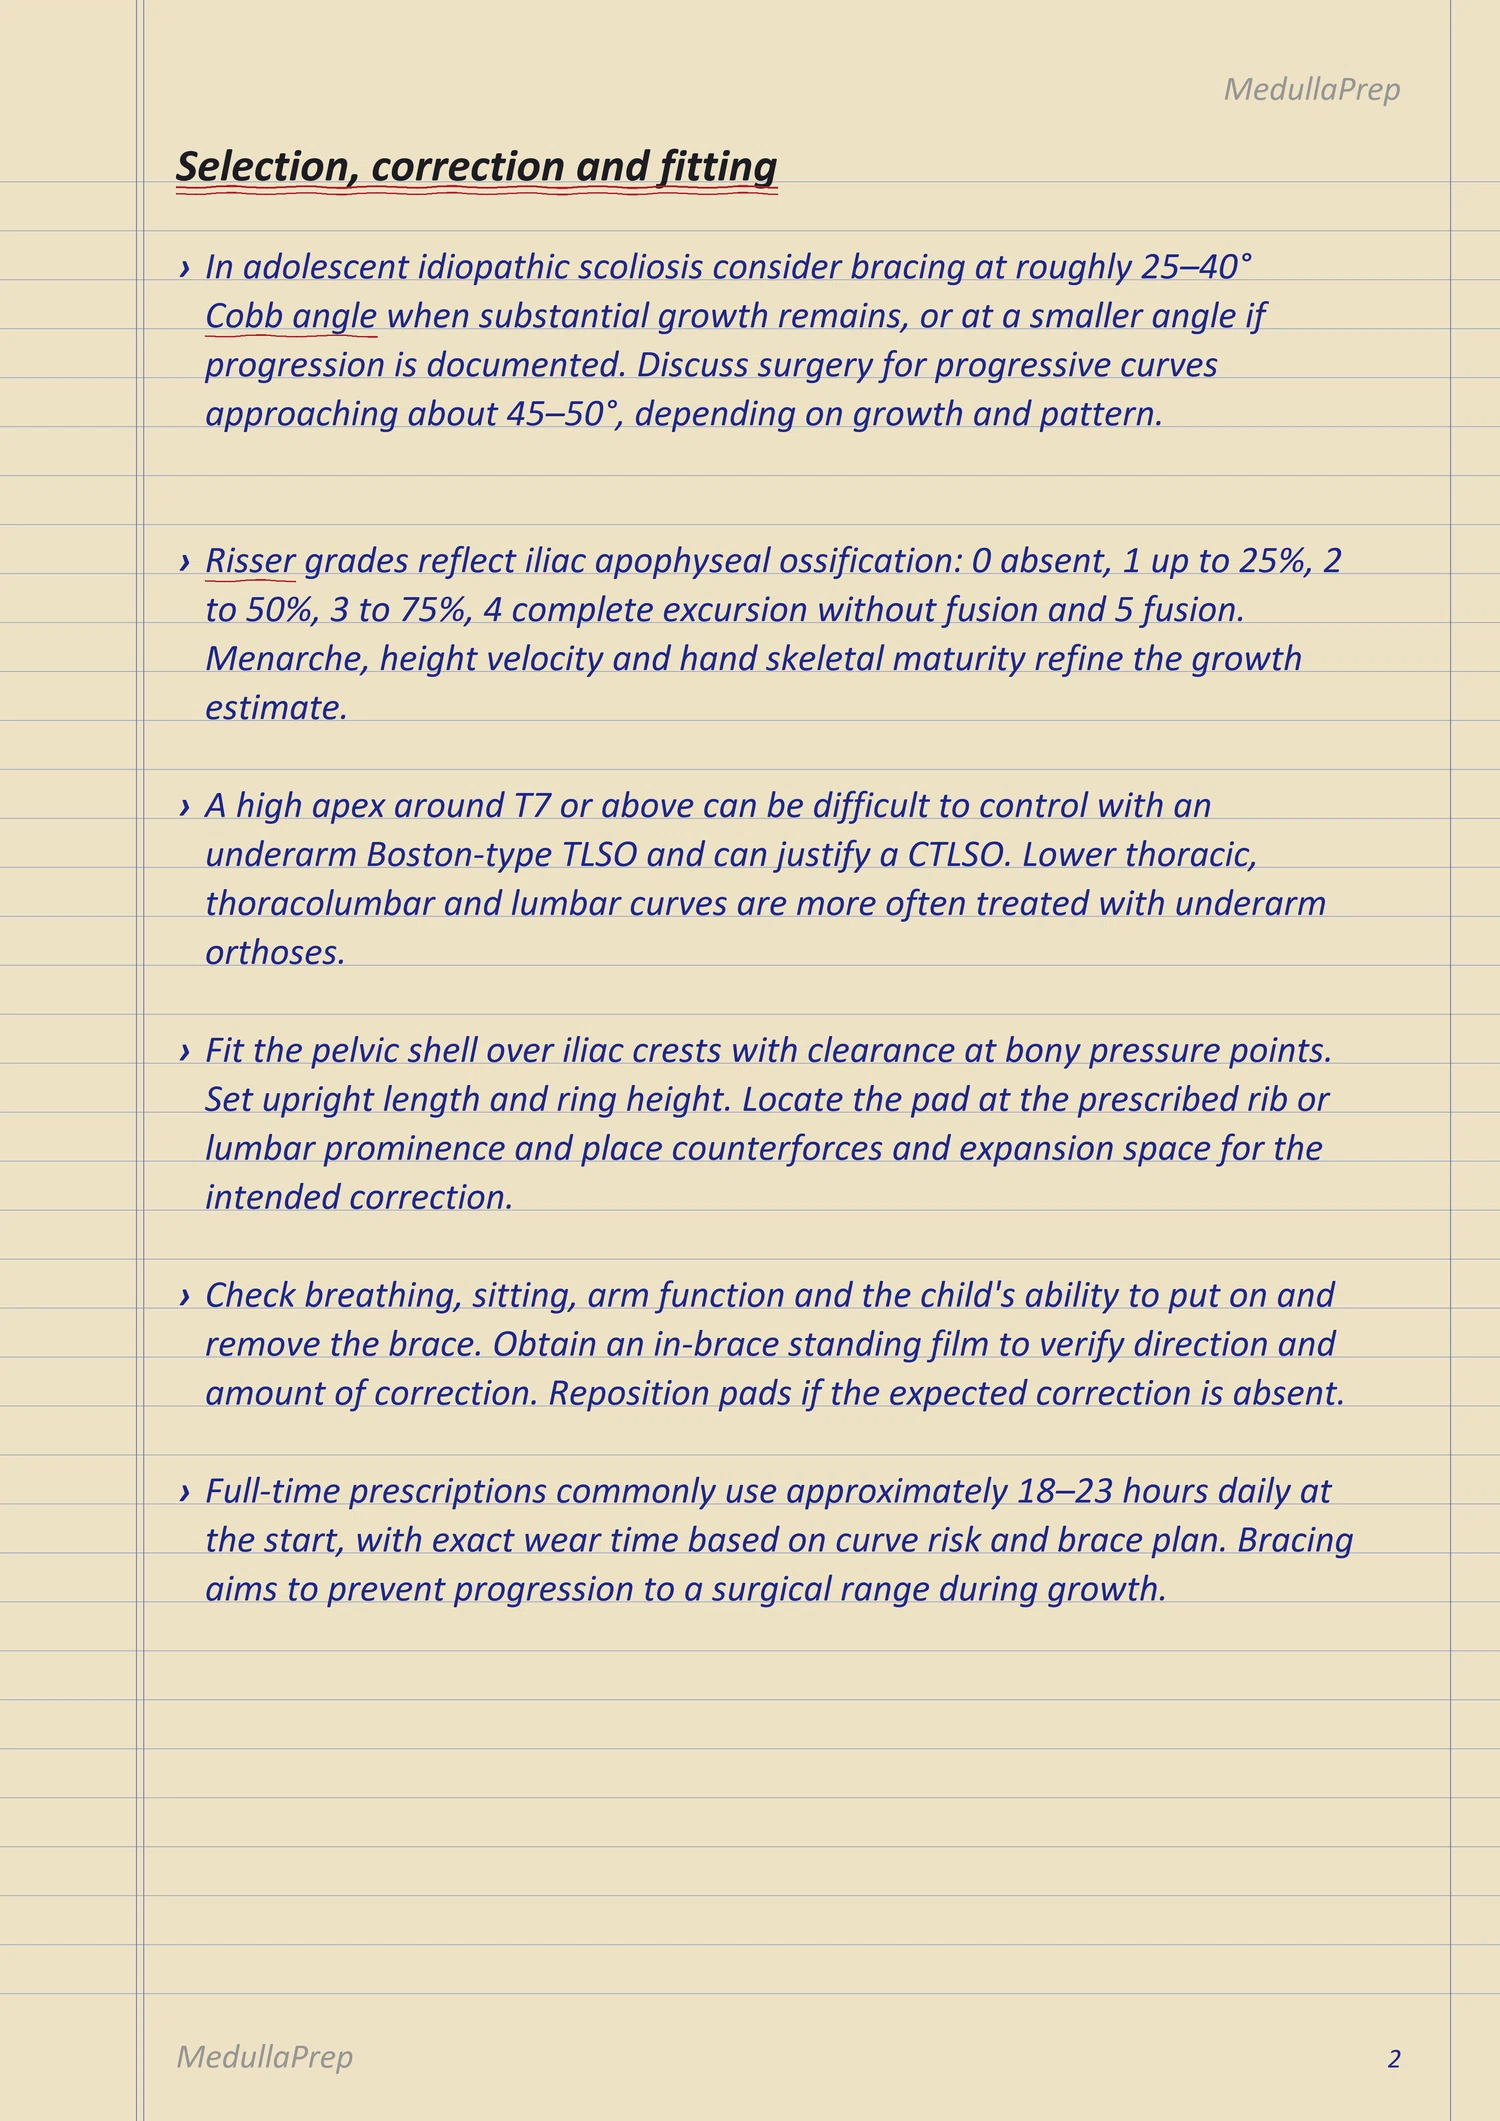 MedullaPrep
Selection, correction and fitting
› In adolescent idiopathic scoliosis consider bracing at roughly 25–40°
Cobb angle when substantial growth remains, or at a smaller angle if
progression is documented. Discuss surgery for progressive curves
approaching about 45–50°, depending on growth and pattern.
› Risser grades reflect iliac apophyseal ossification: 0 absent, 1 up to 25%, 2
to 50%, 3 to 75%, 4 complete excursion without fusion and 5 fusion.
Menarche, height velocity and hand skeletal maturity refine the growth
estimate.
› A high apex around T7 or above can be difficult to control with an
underarm Boston-type TLSO and can justify a CTLSO. Lower thoracic,
thoracolumbar and lumbar curves are more often treated with underarm
orthoses.
› Fit the pelvic shell over iliac crests with clearance at bony pressure points.
Set upright length and ring height. Locate the pad at the prescribed rib or
lumbar prominence and place counterforces and expansion space for the
intended correction.
› Check breathing, sitting, arm function and the child's ability to put on and
remove the brace. Obtain an in-brace standing film to verify direction and
amount of correction. Reposition pads if the expected correction is absent.
› Full-time prescriptions commonly use approximately 18–23 hours daily at
the start, with exact wear time based on curve risk and brace plan. Bracing
aims to prevent progression to a surgical range during growth.
MedullaPrep
2